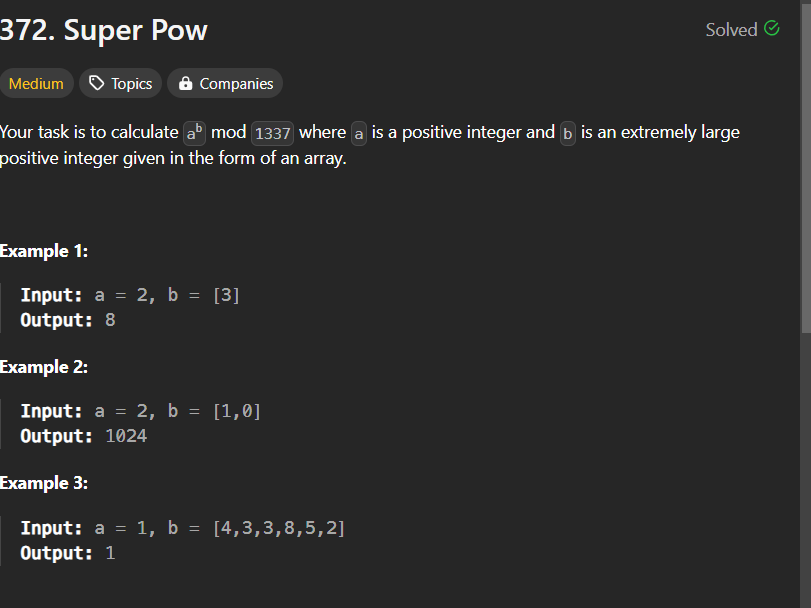 372. Super Pow
Solved
Medium Topics Companies
Your task is to calculate aᵇ mod 1337 where a is a positive integer and b is an extremely large
positive integer given in the form of an array.
Example 1:
Input: a = 2, b = [3]
Output: 8
Example 2:
Input: a = 2, b = [1,0]
Output: 1024
Example 3:
Input: a = 1, b = [4,3,3,8,5,2]
Output: 1